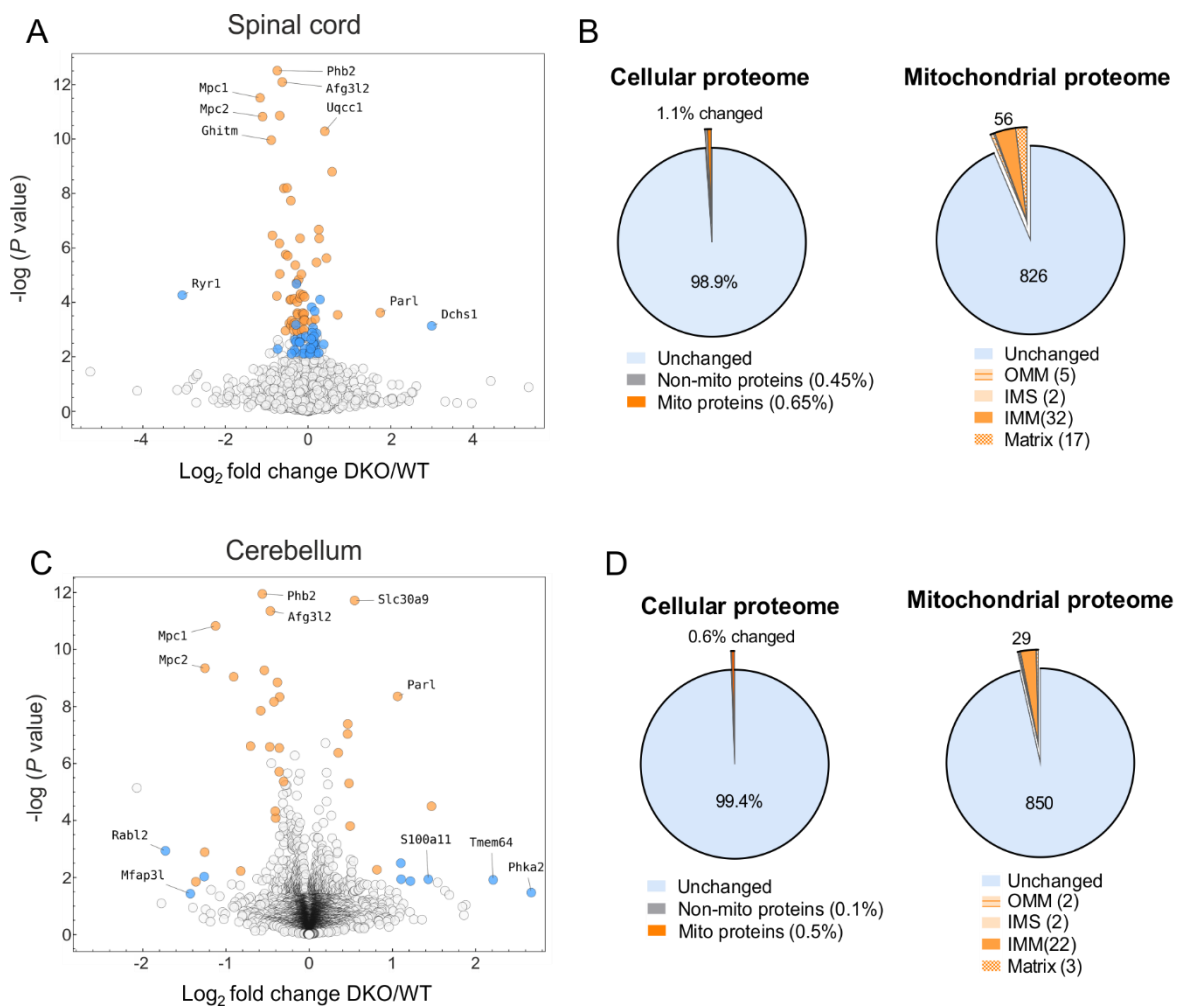 A
Spinal cord
12
10
8
6
4
2
0
-4
-2
0
2
4
-log (P value)
Log2 fold change DKO/WT
Phb2
Afg3l2
Mpc1
Uqcc1
Mpc2
Ghitm
Ryr1
Parl
Dchs1
B
Cellular proteome
1.1% changed
98.9%
Unchanged
Non-mito proteins (0.45%)
Mito proteins (0.65%)
Mitochondrial proteome
56
826
Unchanged
OMM (5)
IMS (2)
IMM(32)
Matrix (17)
C
Cerebellum
12
10
8
6
4
2
0
-2
-1
0
1
2
-log (P value)
Log2 fold change DKO/WT
Phb2
Slc30a9
Afg3l2
Mpc1
Mpc2
Parl
Rabl2
S100a11
Tmem64
Mfap3l
Phka2
D
Cellular proteome
0.6% changed
99.4%
Unchanged
Non-mito proteins (0.1%)
Mito proteins (0.5%)
Mitochondrial proteome
29
850
Unchanged
OMM (2)
IMS (2)
IMM(22)
Matrix (3)